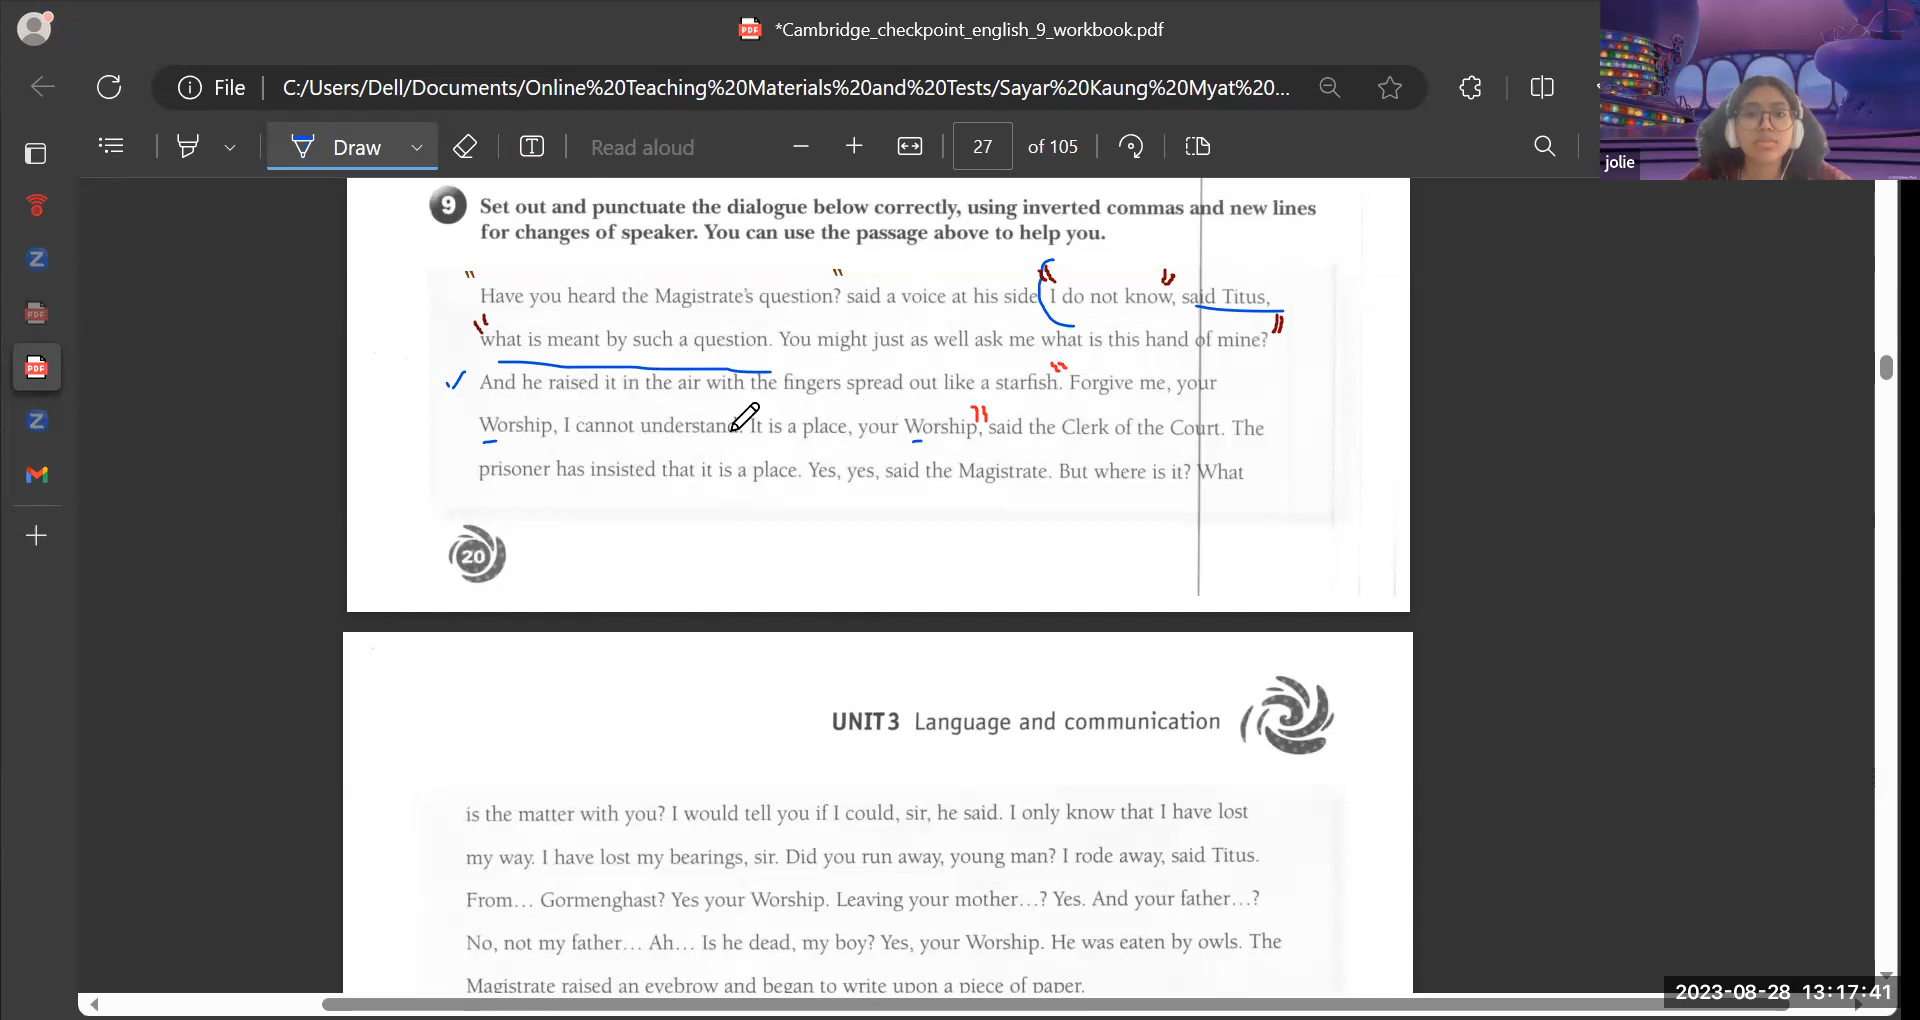 *Cambridge_checkpoint_english_9_workbook.pdf
File
C:/Users/Dell/Documents/Online%20Teaching%20Materials%20and%20Tests/Sayar%20Kaung%20Myat%20...
Draw
Read aloud
27
of 105
jolie
9
Set out and punctuate the dialogue below correctly, using inverted commas and new lines
for changes of speaker. You can use the passage above to help you.
Have you heard the Magistrate's question? said a voice at his side. I do not know, said Titus,
what is meant by such a question. You might just as well ask me what is this hand of mine?
And he raised it in the air with the fingers spread out like a starfish. Forgive me, your
Worship, I cannot understand. It is a place, your Worship, said the Clerk of the Court. The
prisoner has insisted that it is a place. Yes, yes, said the Magistrate. But where is it? What
20
UNIT 3 Language and communication
is the matter with you? I would tell you if I could, sir, he said. I only know that I have lost
my way. I have lost my bearings, sir. Did you run away, young man? I rode away, said Titus.
From... Gormenghast? Yes your Worship. Leaving your mother...? Yes. And your father...?
No, not my father... Ah... Is he dead, my boy? Yes, your Worship. He was eaten by owls. The
Magistrate raised an eyebrow and began to write upon a piece of paper.
2023-08-28 13:17:41